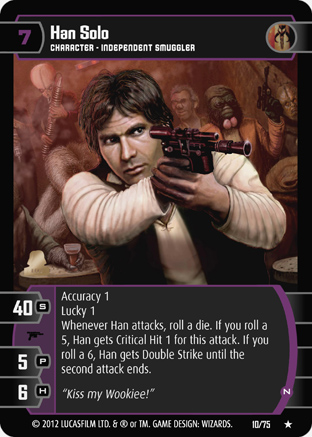 7
Han Solo
CHARACTER • INDEPENDENT SMUGGLER
40 S
5 P
6 H
Accuracy 1
Lucky 1
Whenever Han attacks, roll a die. If you roll a
5, Han gets Critical Hit 1 for this attack. If you
roll a 6, Han gets Double Strike until the
second attack ends.
“Kiss my Wookiee!”
N
© 2012 LUCASFILM LTD. & ® or TM. GAME DESIGN: WIZARDS.
10/75